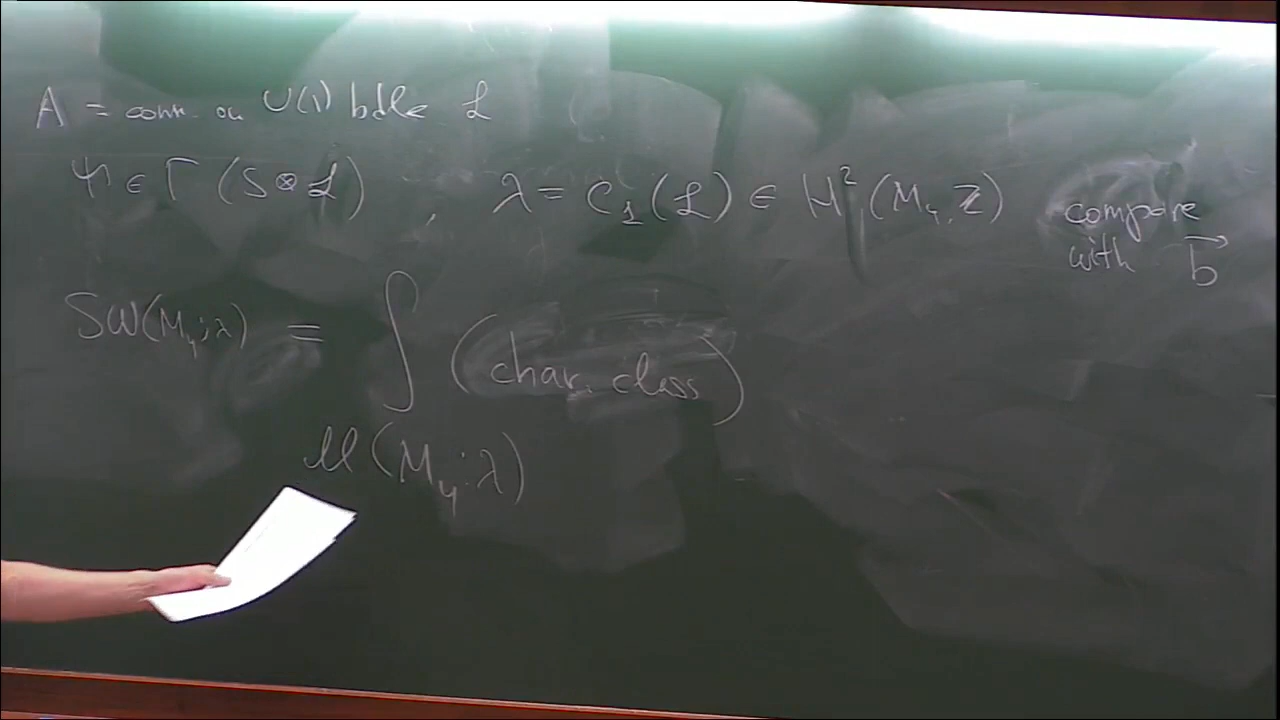 A = conn. on U(1) bdle ℒ
Ψ ∈ Γ (S ⊗ ℒ) , λ = C₁(ℒ) ∈ H²(M₄, ℤ) compare with b⃗
SW(M₄; λ) = ∫ (char. class)
ℳ(M₄; λ)